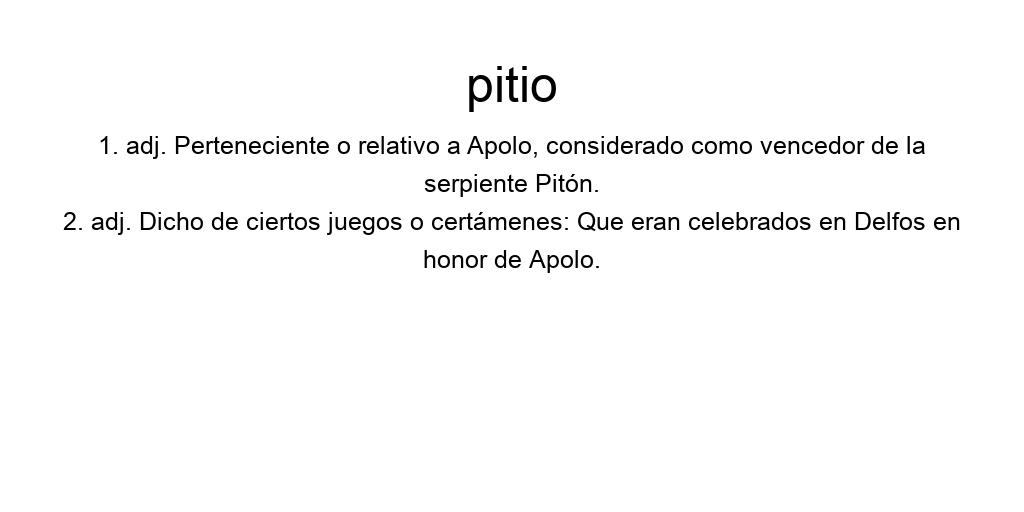 pitio
1. adj. Perteneciente o relativo a Apolo, considerado como vencedor de la
serpiente Pitón.
2. adj. Dicho de ciertos juegos o certámenes: Que eran celebrados en Delfos en
honor de Apolo.